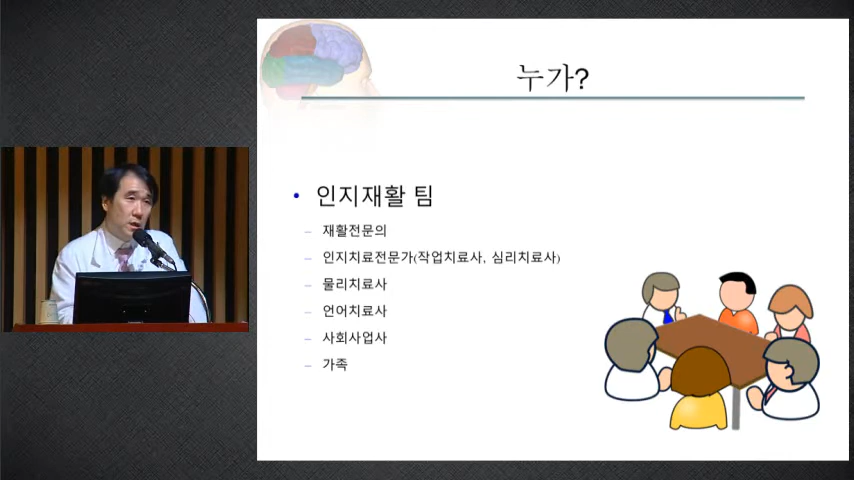 누가?
• 인지재활 팀
– 재활전문의
– 인지치료전문가(작업치료사, 심리치료사)
– 물리치료사
– 언어치료사
– 사회사업사
– 가족